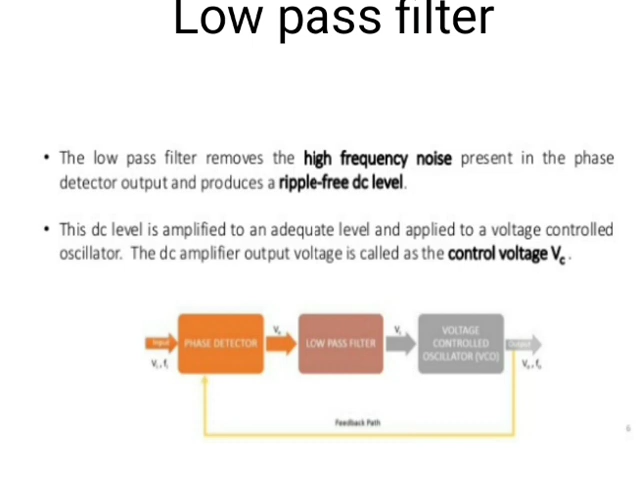 Low pass filter
• The low pass filter removes the high frequency noise present in the phase
detector output and produces a ripple-free dc level.
• This dc level is amplified to an adequate level and applied to a voltage controlled
oscillator. The dc amplifier output voltage is called as the control voltage Vc.
Input
PHASE DETECTOR
LOW PASS FILTER
VOLTAGE
CONTROLLED
OSCILLATOR (VCO)
Output
Feedback Path
6